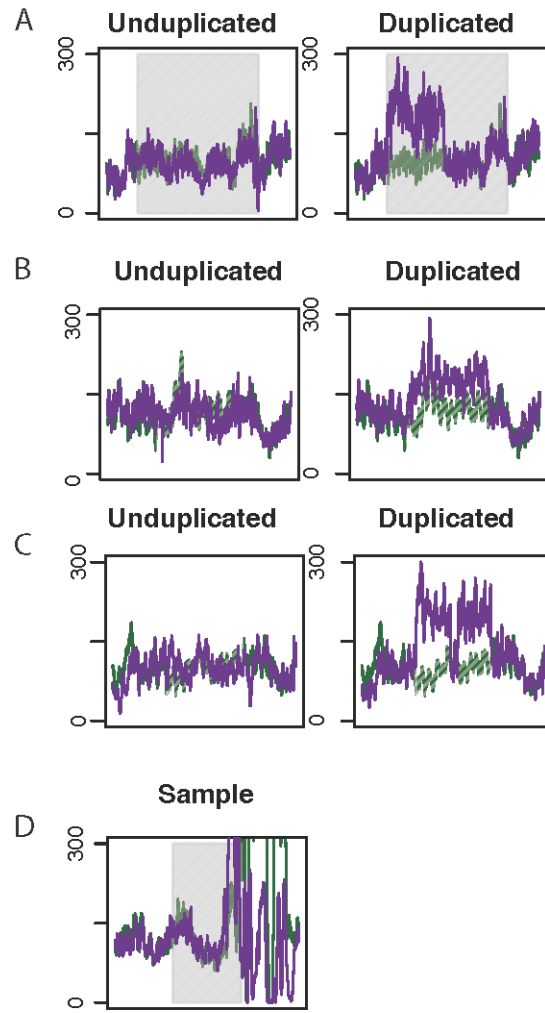 A
Unduplicated Duplicated
300 300
0 0
B
Unduplicated Duplicated
300 300
0 0
C
Unduplicated Duplicated
300 300
0 0
Sample
D
300
0